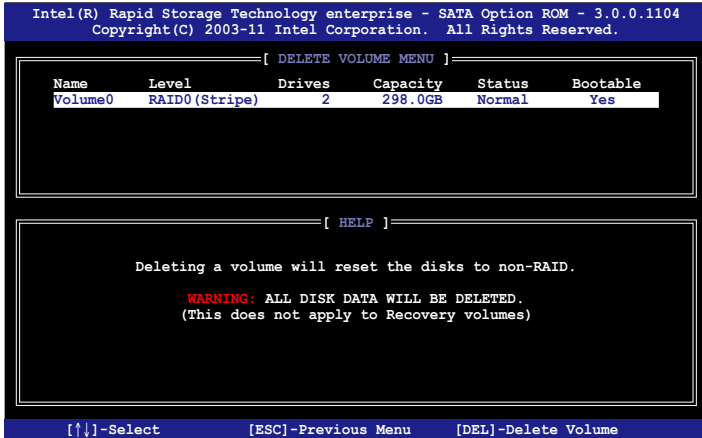 Intel(R) Rapid Storage Technology enterprise - SATA Option ROM - 3.0.0.1104
Copyright(C) 2003-11 Intel Corporation.  All Rights Reserved.
[ DELETE VOLUME MENU ]
Name Level Drives Capacity Status Bootable
Volume0 RAID0(Stripe) 2 298.0GB Normal Yes
[ HELP ]
Deleting a volume will reset the disks to non-RAID.
WARNING: ALL DISK DATA WILL BE DELETED.
(This does not apply to Recovery volumes)
[↑↓]-Select [ESC]-Previous Menu [DEL]-Delete Volume